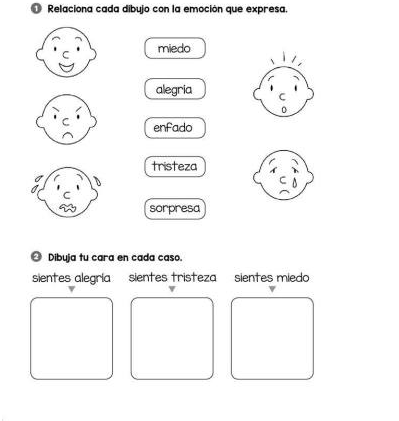 1 Relaciona cada dibujo con la emoción que expresa.
miedo
alegría
enfado
tristeza
sorpresa
2 Dibuja tu cara en cada caso.
sientes alegría sientes tristeza sientes miedo